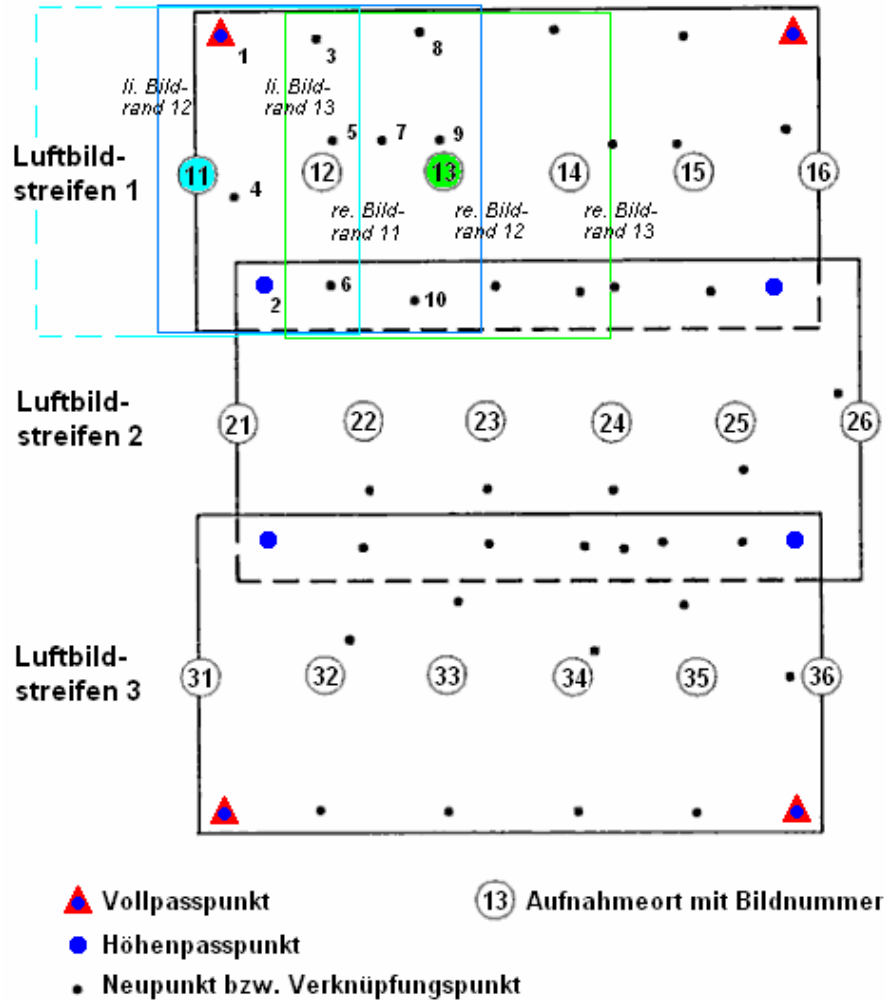 1
3
8
li. Bild-
rand 12
li. Bild-
rand 13
5
7
9
Luftbild-
streifen 1
11
12
13
14
15
16
4
re. Bild-
rand 11
re. Bild-
rand 12
re. Bild-
rand 13
6
2
10
Luftbild-
streifen 2
21
22
23
24
25
26
Luftbild-
streifen 3
31
32
33
34
35
36
Vollpasspunkt
13 Aufnahmeort mit Bildnummer
Höhenpasspunkt
Neupunkt bzw. Verknüpfungspunkt